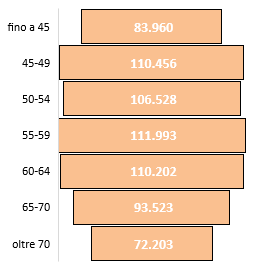 fino a 45 83.960
45-49 110.456
50-54 106.528
55-59 111.993
60-64 110.202
65-70 93.523
oltre 70 72.203